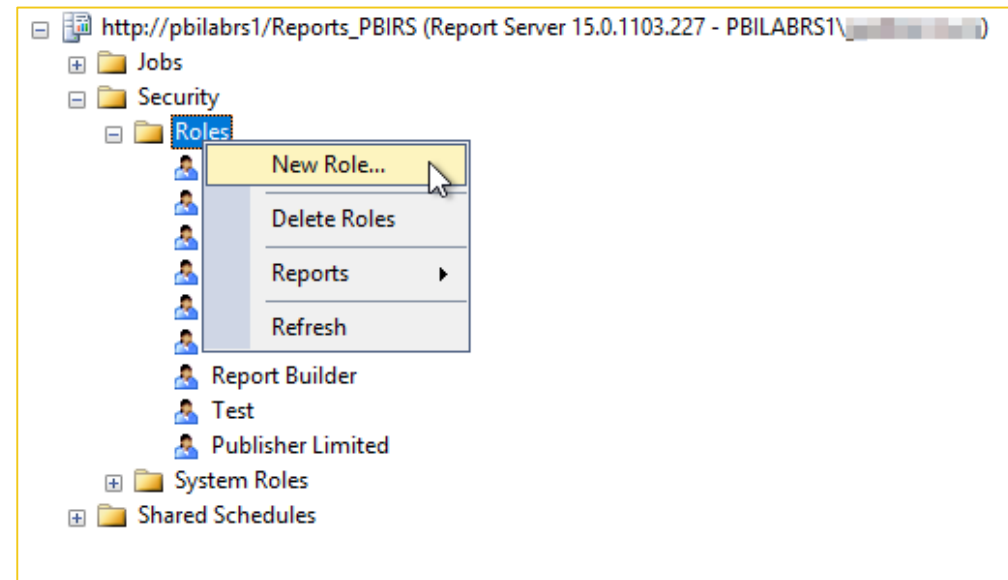 http://pbilabrs1/Reports_PBIRS (Report Server 15.0.1103.227 - PBILABRS1\ )
Jobs
Security
Roles
New Role...
Delete Roles
Reports
Refresh
Report Builder
Test
Publisher Limited
System Roles
Shared Schedules